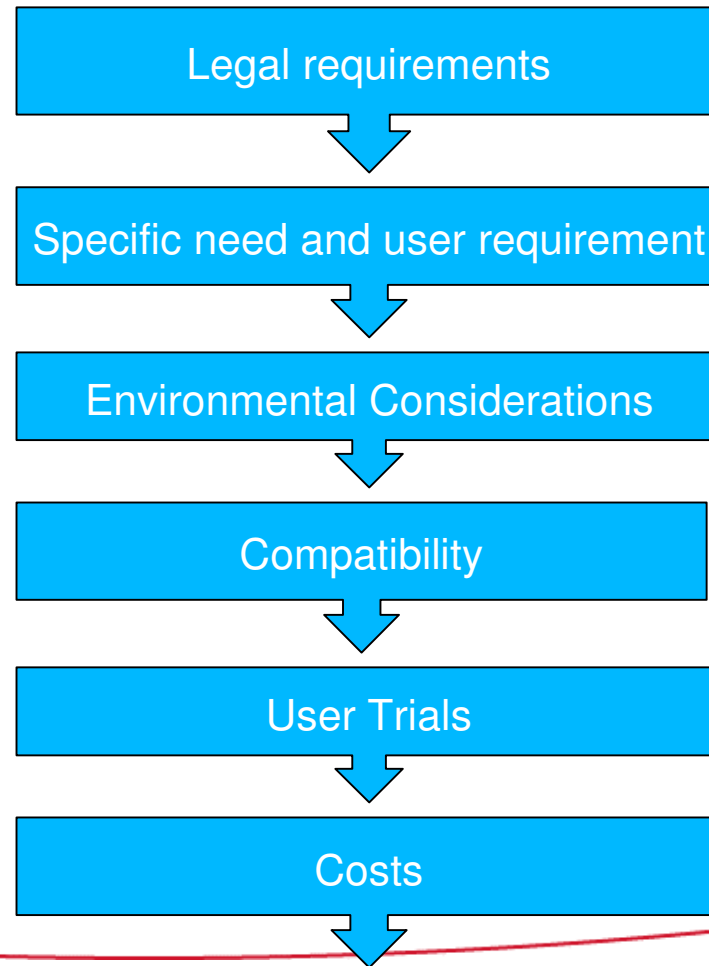 Legal requirements
Specific need and user requirement
Environmental Considerations
Compatibility
User Trials
Costs